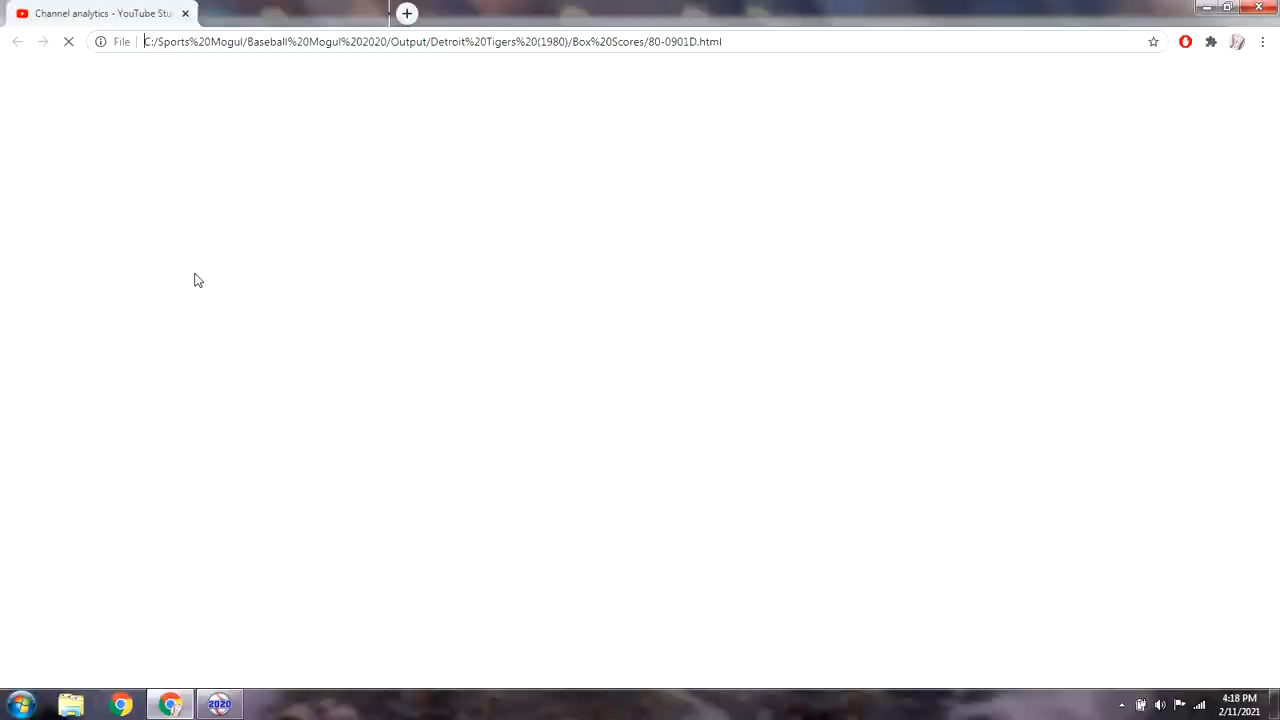 Channel analytics - YouTube Stu
File
C:/Sports%20Mogul/Baseball%20Mogul%202020/Output/Detroit%20Tigers%20(1980)/Box%20Scores/80-0901D.html
2020
4:18 PM
2/11/2021